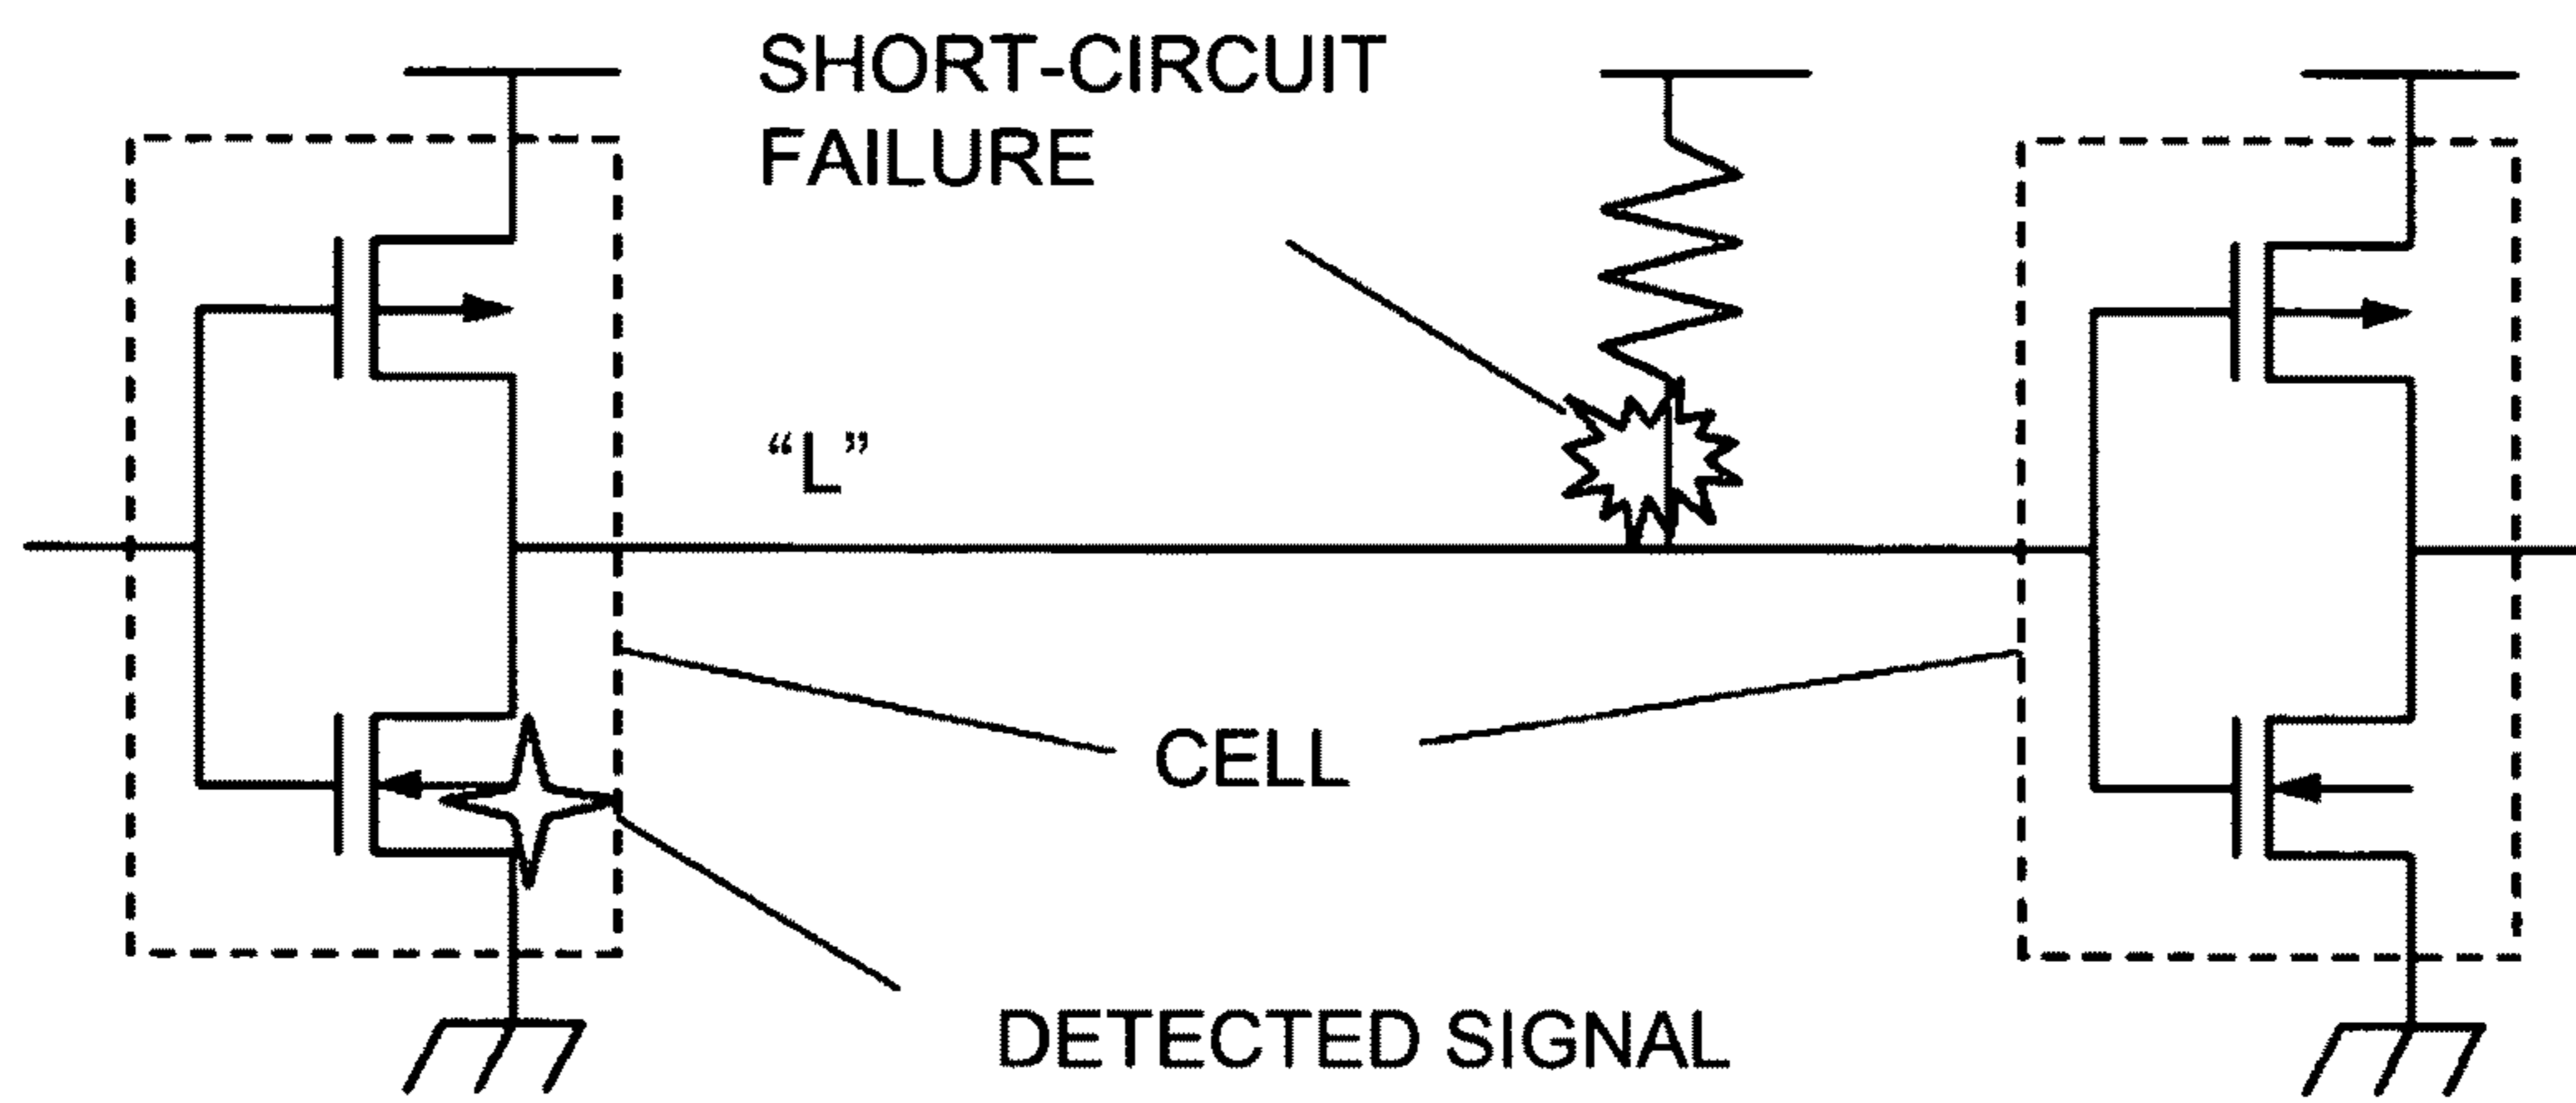 SHORT-CIRCUIT
FAILURE
“L”
CELL
DETECTED SIGNAL